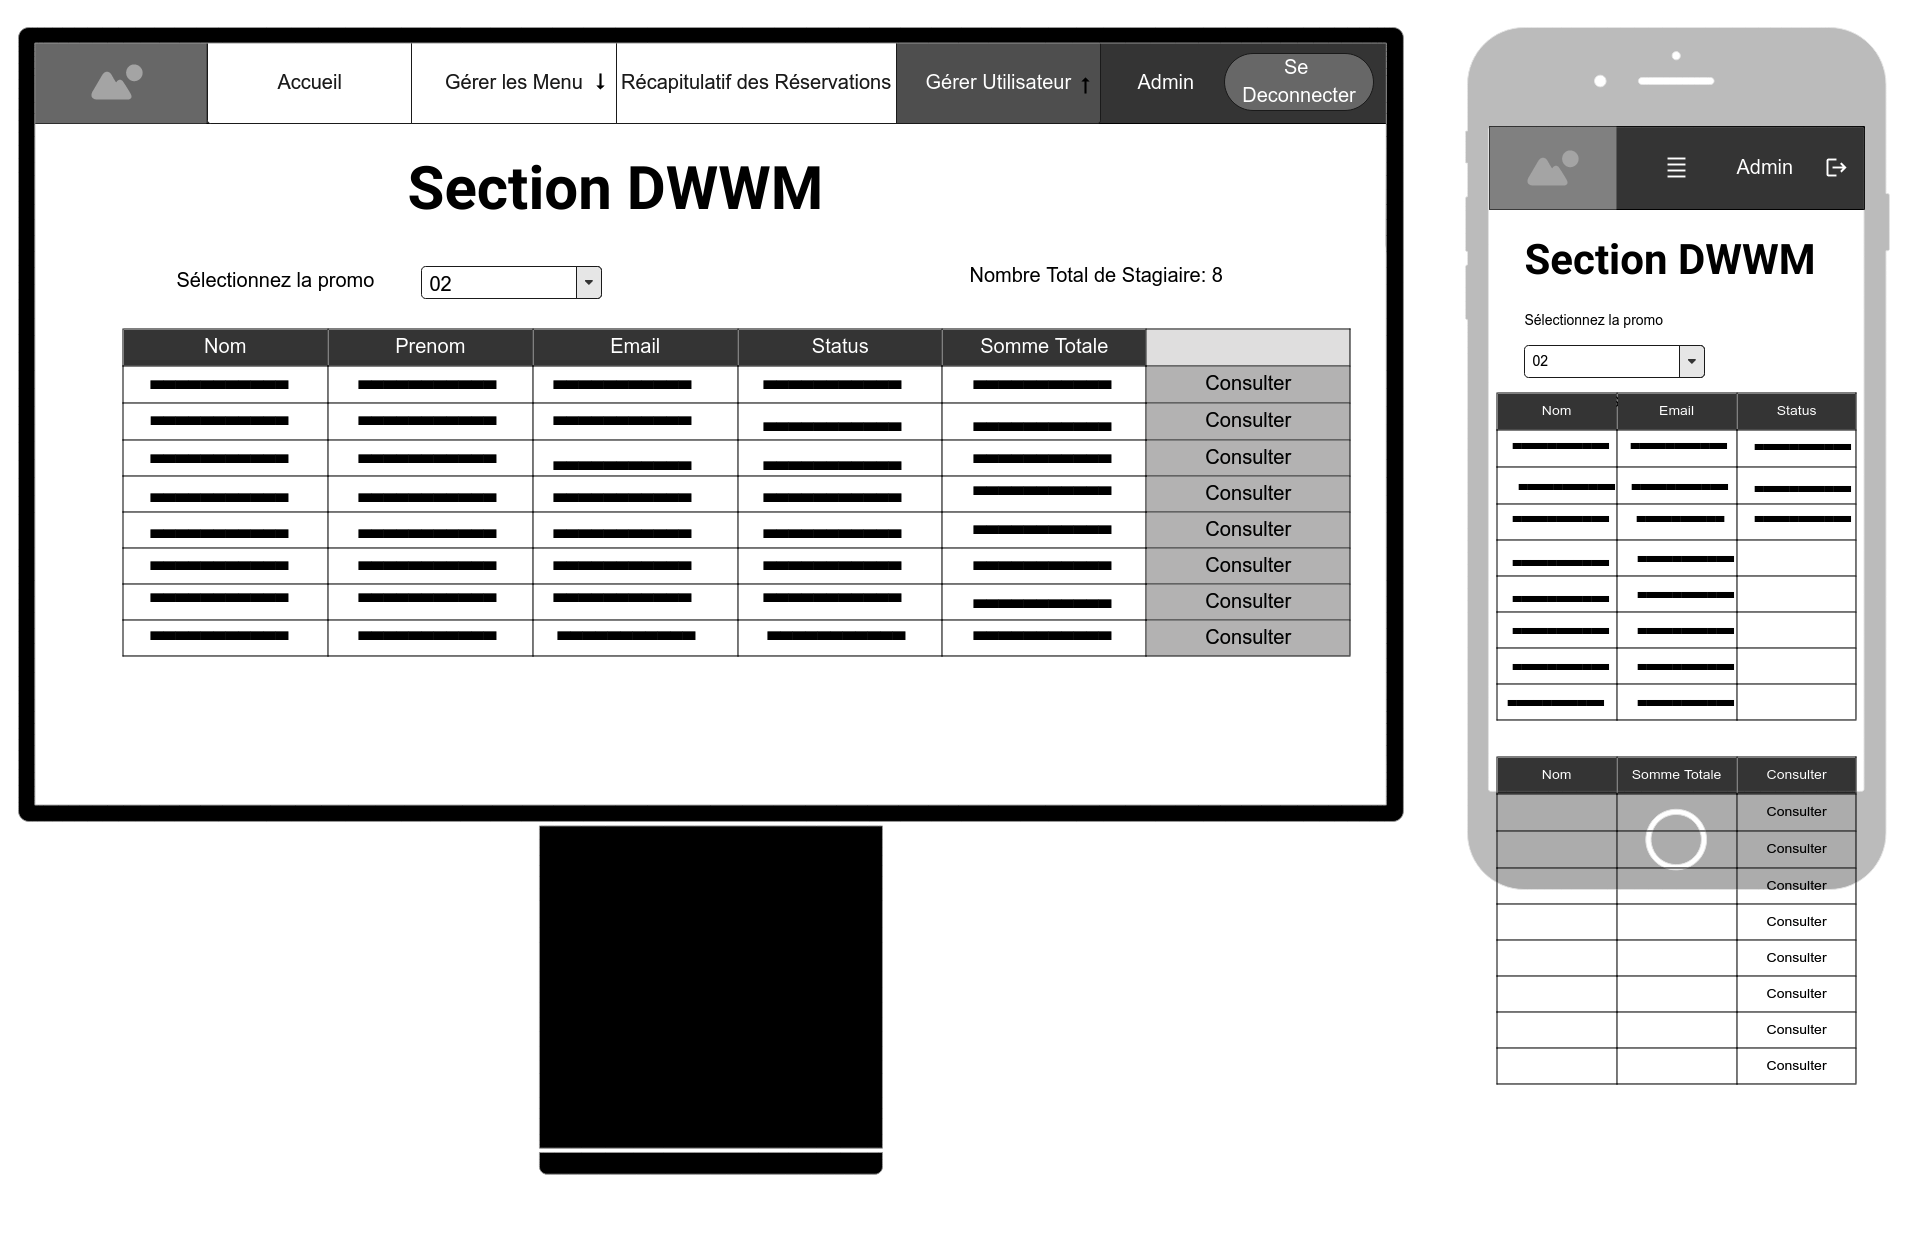 Accueil
Gérer les Menu
Récapitulatif des Réservations
Gérer Utilisateur
Admin
Se
Deconnecter
Section DWWM
Sélectionnez la promo
02
Nombre Total de Stagiaire: 8
Nom Prenom Email Status Somme Totale
Consulter
Consulter
Consulter
Consulter
Consulter
Consulter
Consulter
Consulter
Admin
Section DWWM
Sélectionnez la promo
02
Nom Email Status
Nom Somme Totale Consulter
Consulter
Consulter
Consulter
Consulter
Consulter
Consulter
Consulter
Consulter